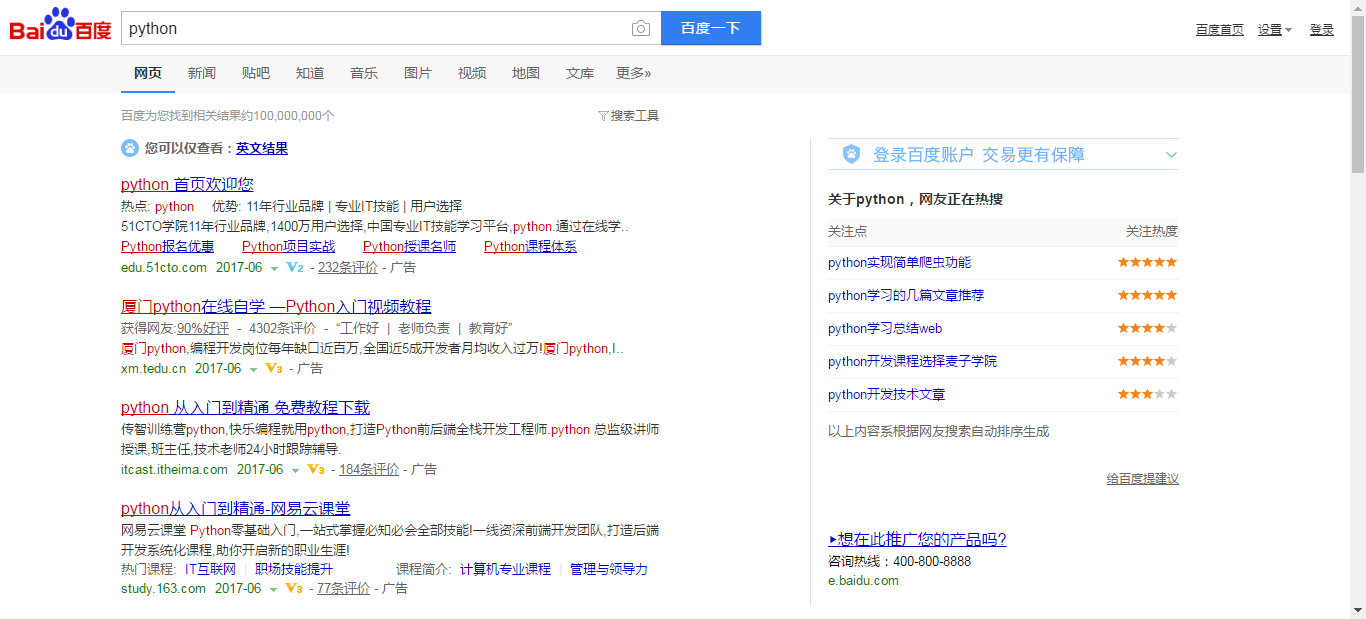 Bai du 百度
python
百度一下
百度首页 设置 登录
网页 新闻 贴吧 知道 音乐 图片 视频 地图 文库 更多»
百度为您找到相关结果约100,000,000个
搜索工具
您可以仅查看：英文结果
python 首页欢迎您
热点: python 优势: 11年行业品牌 | 专业IT技能 | 用户选择
51CTO学院11年行业品牌,1400万用户选择,中国专业IT技能学习平台,python.通过在线学..
Python报名优惠 Python项目实战 Python授课名师 Python课程体系
edu.51cto.com 2017-06 V2 - 232条评价 - 广告
厦门python在线自学 —Python入门视频教程
获得网友:90%好评 - 4302条评价 - “工作好 | 老师负责 | 教育好”
厦门python,编程开发岗位每年缺口近百万,全国近5成开发者月均收入过万!厦门python,I..
xm.tedu.cn 2017-06 V3 - 广告
python 从入门到精通 免费教程下载
传智训练营python,快乐编程就用python,打造Python前后端全栈开发工程师.python 总监级讲师
授课,班主任,技术老师24小时跟踪辅导.
itcast.itheima.com 2017-06 V3 - 184条评价 - 广告
python从入门到精通-网易云课堂
网易云课堂 Python零基础入门,一站式掌握必知必会全部技能!一线资深前端开发团队,打造后端
开发系统化课程,助你开启新的职业生涯!
热门课程: IT互联网 | 职场技能提升 课程简介: 计算机专业课程 | 管理与领导力
study.163.com 2017-06 V3 - 77条评价 - 广告
登录百度账户 交易更有保障
关于python，网友正在热搜
关注点 关注热度
python实现简单爬虫功能 ★★★★★
python学习的几篇文章推荐 ★★★★★
python学习总结web ★★★★★
python开发课程选择麦子学院 ★★★★★
python开发技术文章 ★★★★★
以上内容系根据网友搜索自动排序生成
给百度提建议
想在此推广您的产品吗?
咨询热线：400-800-8888
e.baidu.com